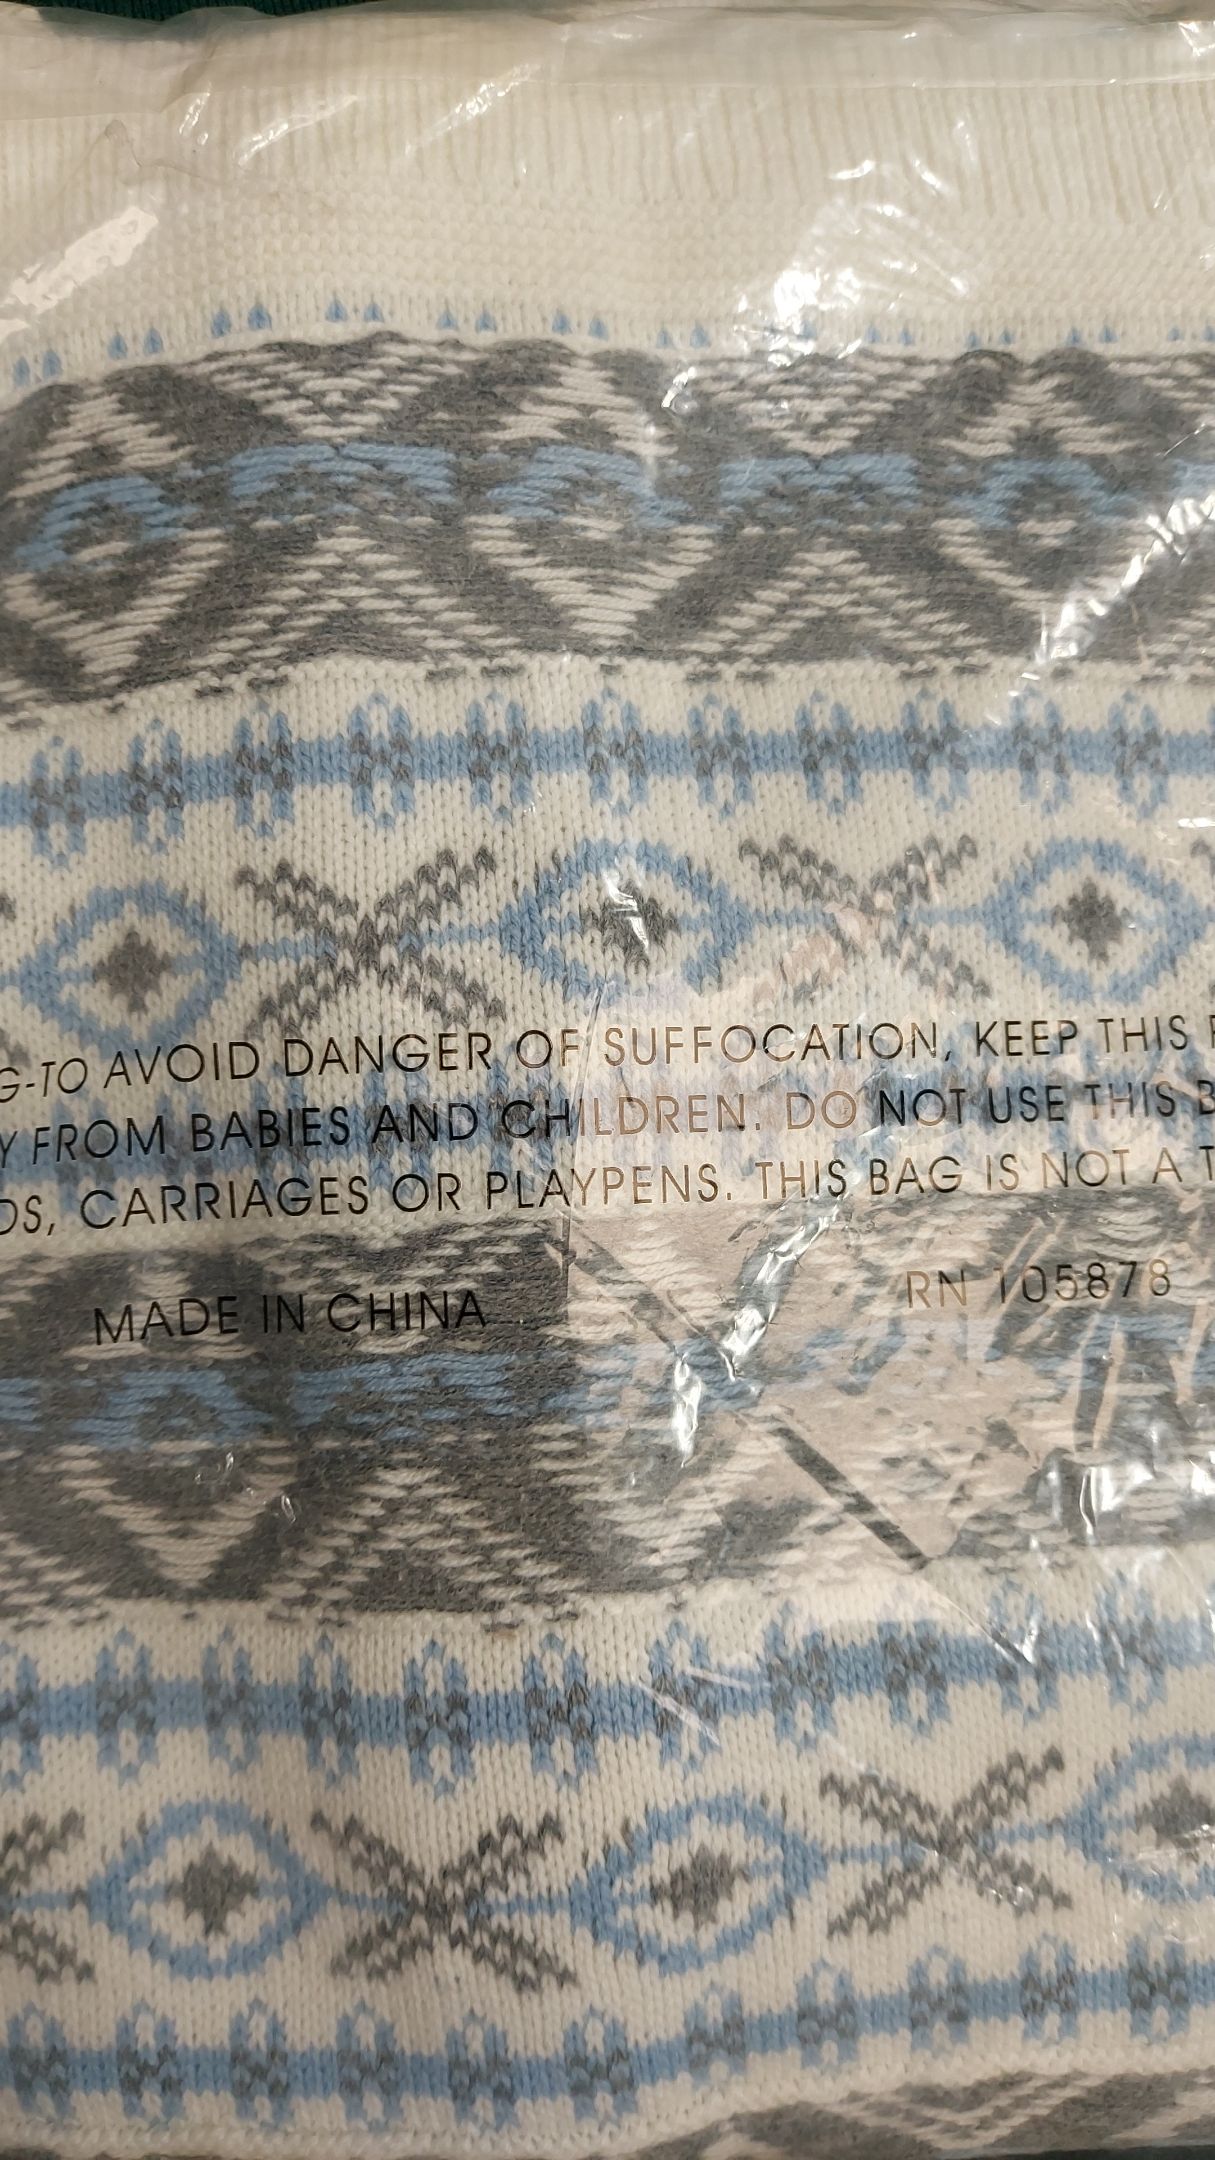 G-TO AVOID DANGER OF SUFFOCATION, KEEP THIS
Y FROM BABIES AND CHILDREN. DO NOT USE THIS B
DS, CARRIAGES OR PLAYPENS. THIS BAG IS NOT A T
MADE IN CHINA
RN 105878